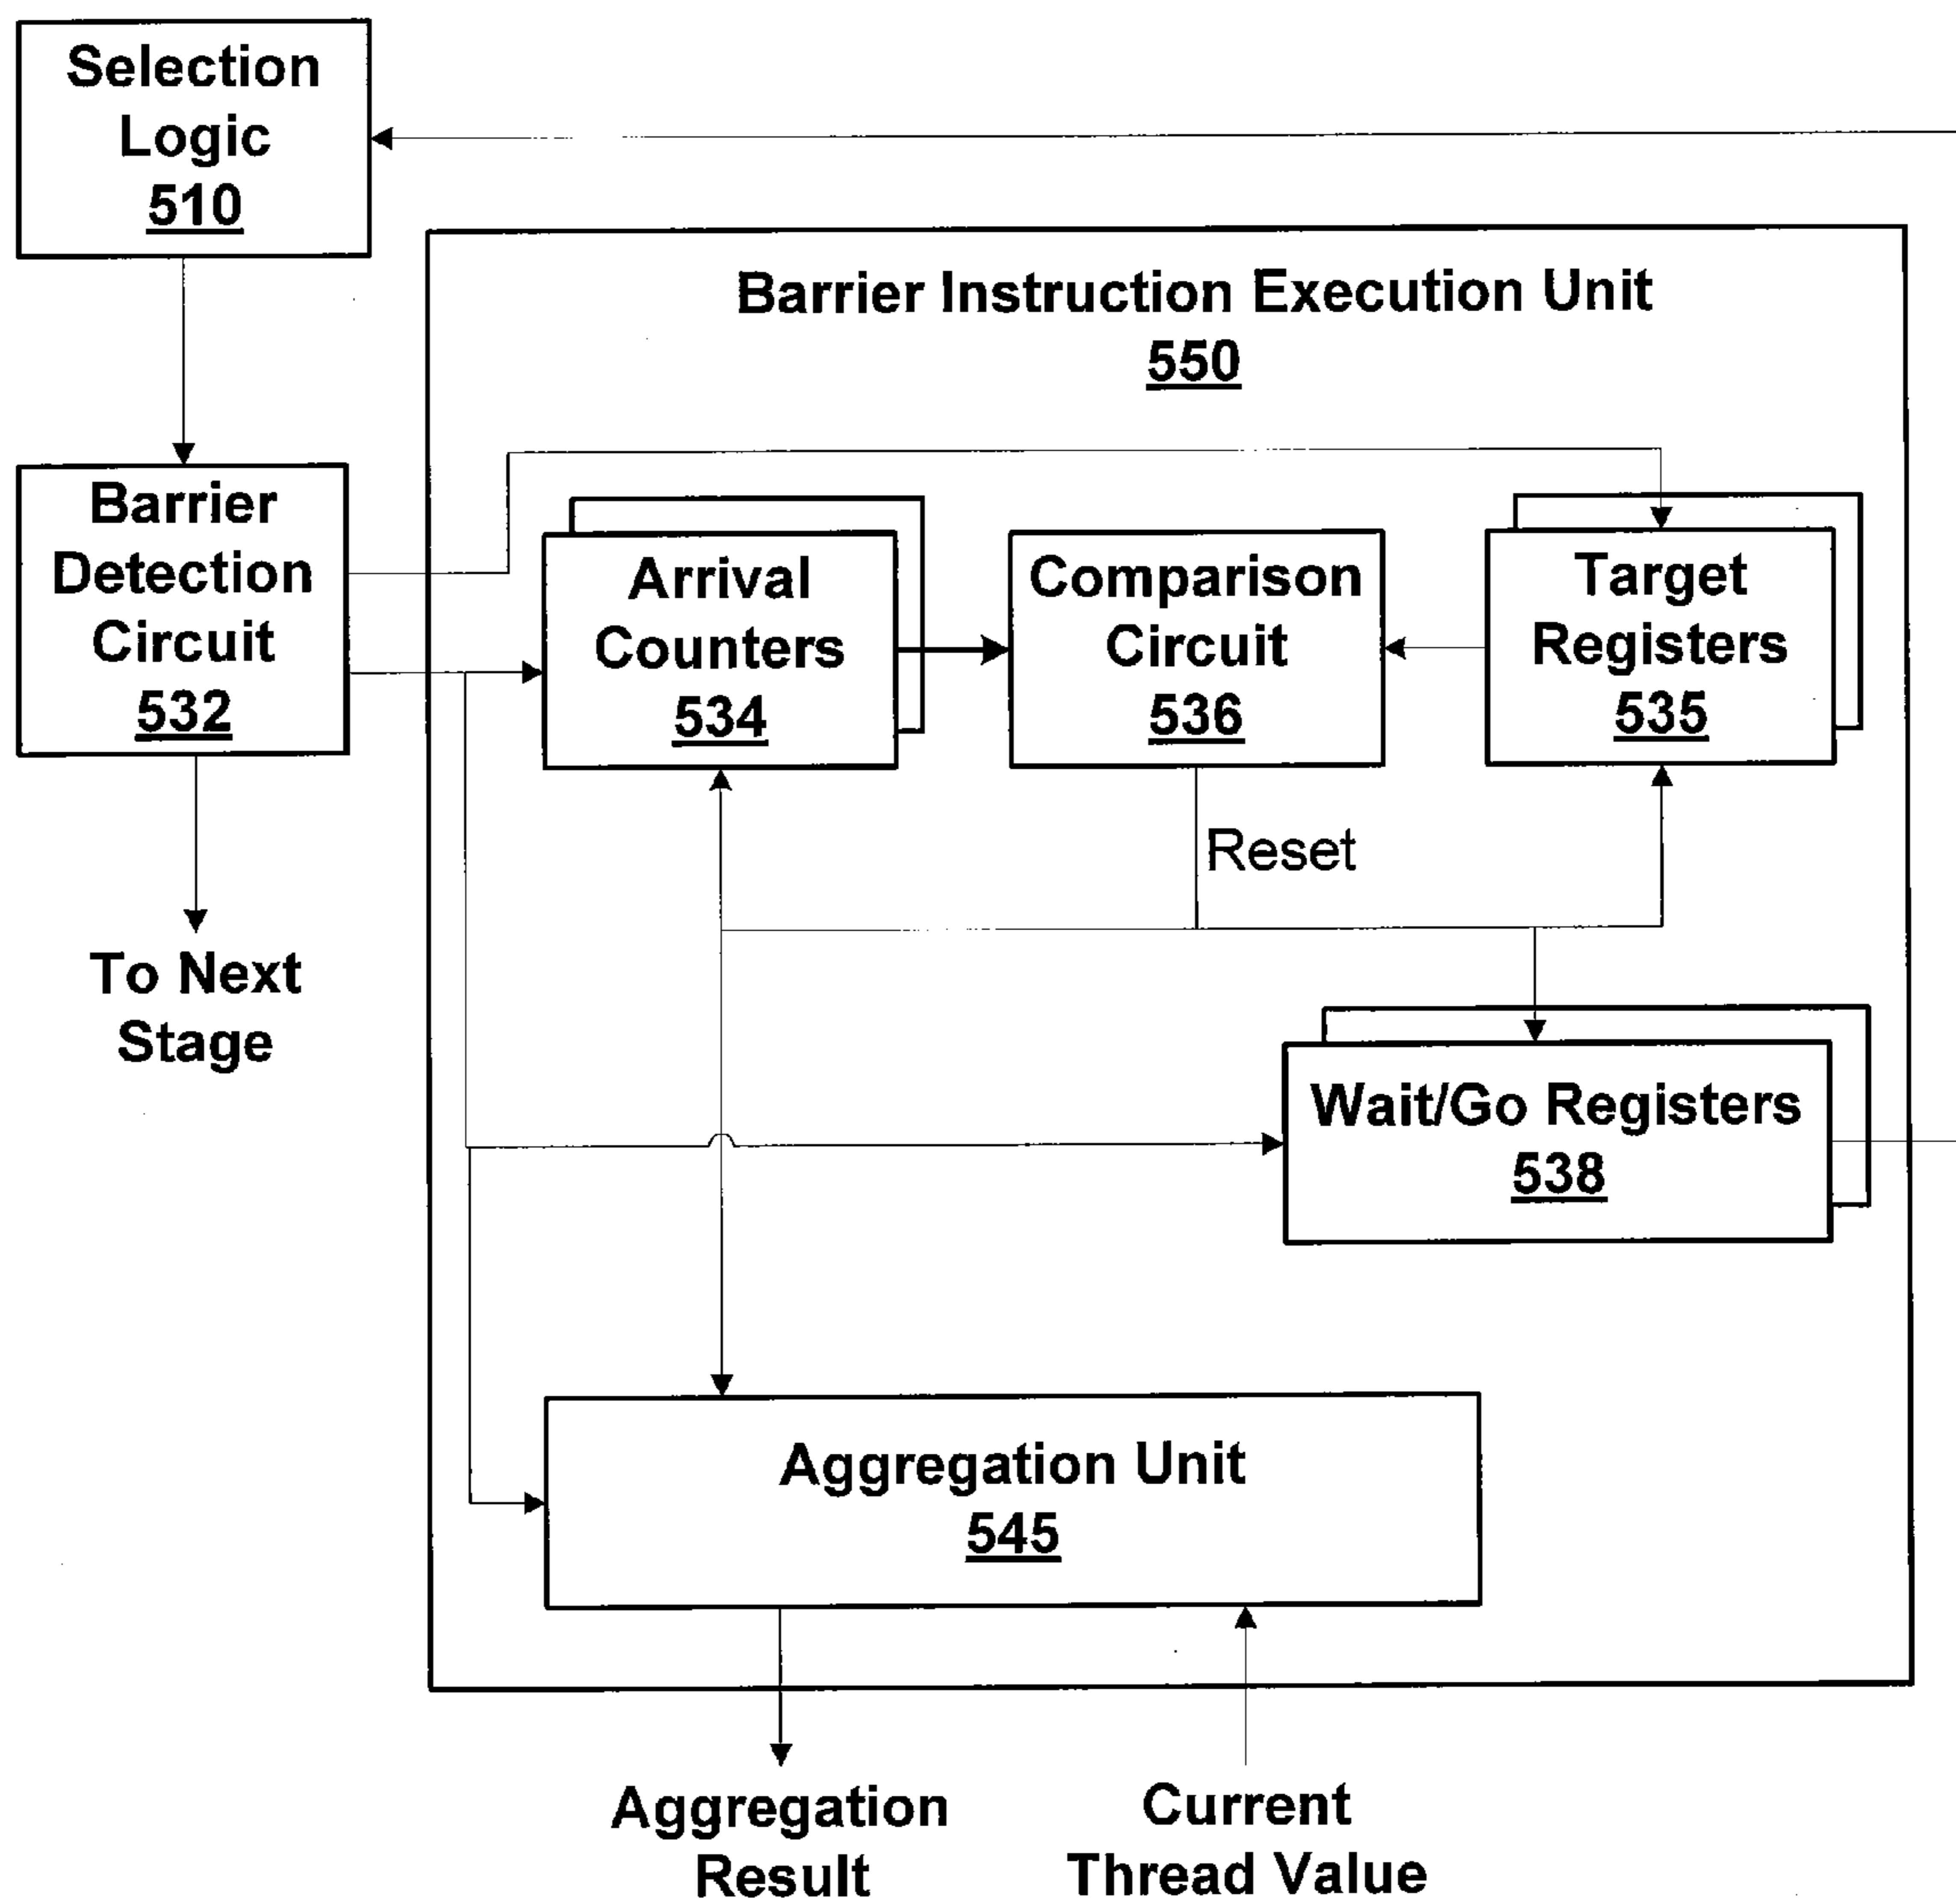 Selection
Logic
510
Barrier Instruction Execution Unit
550
Barrier
Detection
Circuit
532
Arrival
Counters
534
Comparison
Circuit
536
Target
Registers
535
Reset
To Next
Stage
Wait/Go Registers
538
Aggregation Unit
545
Aggregation
Result
Current
Thread Value